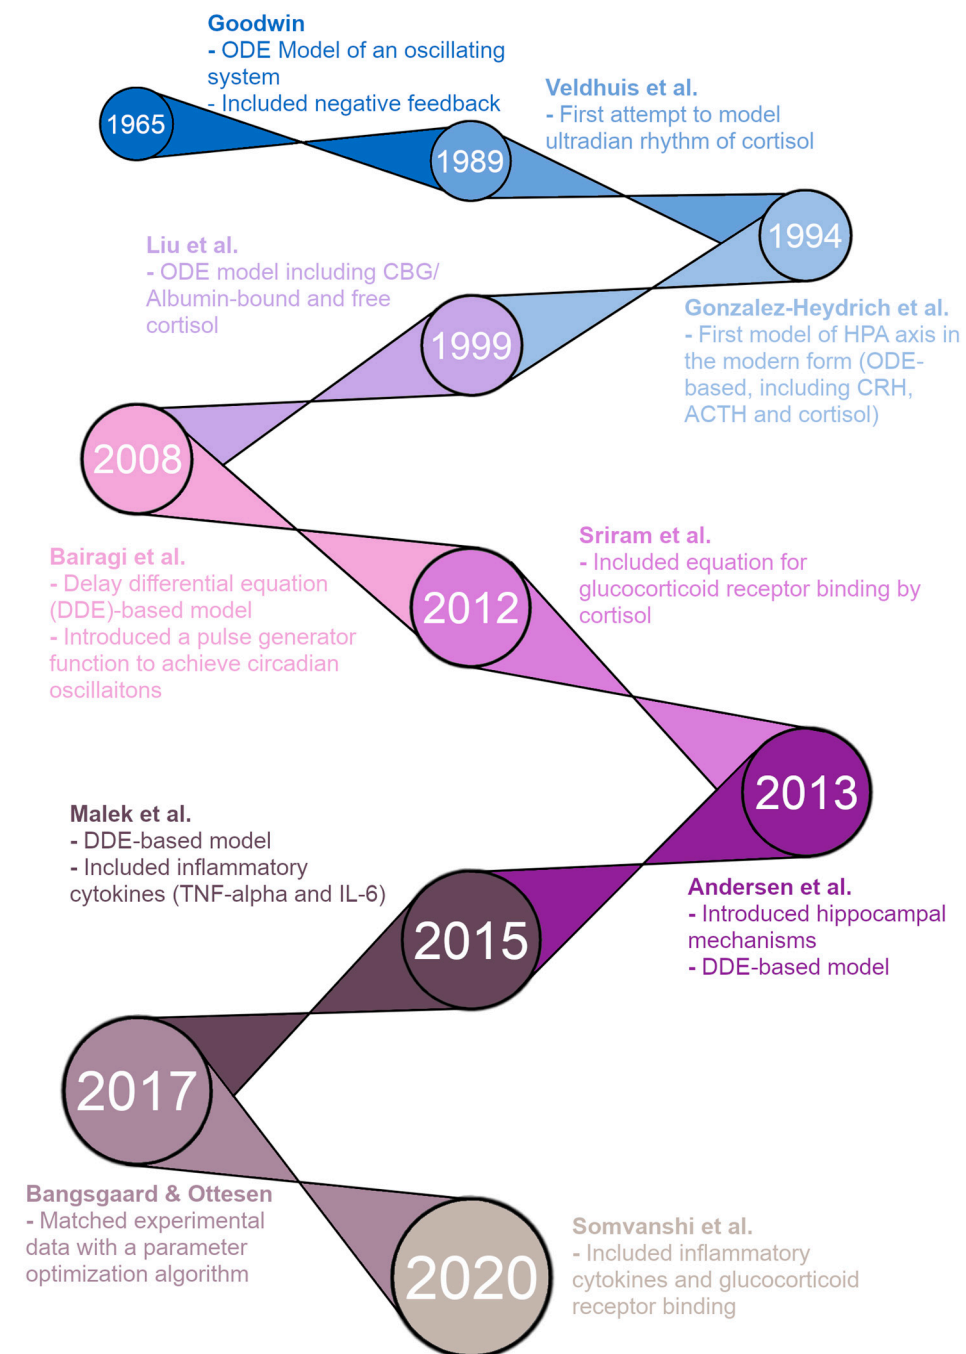 Goodwin
- ODE Model of an oscillating
system
- Included negative feedback
1965
Veldhuis et al.
- First attempt to model
ultradian rhythm of cortisol
1989
1994
Gonzalez-Heydrich et al.
- First model of HPA axis in
the modern form (ODE-
based, including CRH,
ACTH and cortisol)
Liu et al.
- ODE model including CBG/
Albumin-bound and free
cortisol
1999
2008
Bairagi et al.
- Delay differential equation
(DDE)-based model
- Introduced a pulse generator
function to achieve circadian
oscillaitons
Sriram et al.
- Included equation for
glucocorticoid receptor binding by
cortisol
2012
2013
Andersen et al.
- Introduced hippocampal
mechanisms
- DDE-based model
Malek et al.
- DDE-based model
- Included inflammatory
cytokines (TNF-alpha and IL-6)
2015
2017
Bangsgaard & Ottesen
- Matched experimental
data with a parameter
optimization algorithm
2020
Somvanshi et al.
- Included inflammatory
cytokines and glucocorticoid
receptor binding